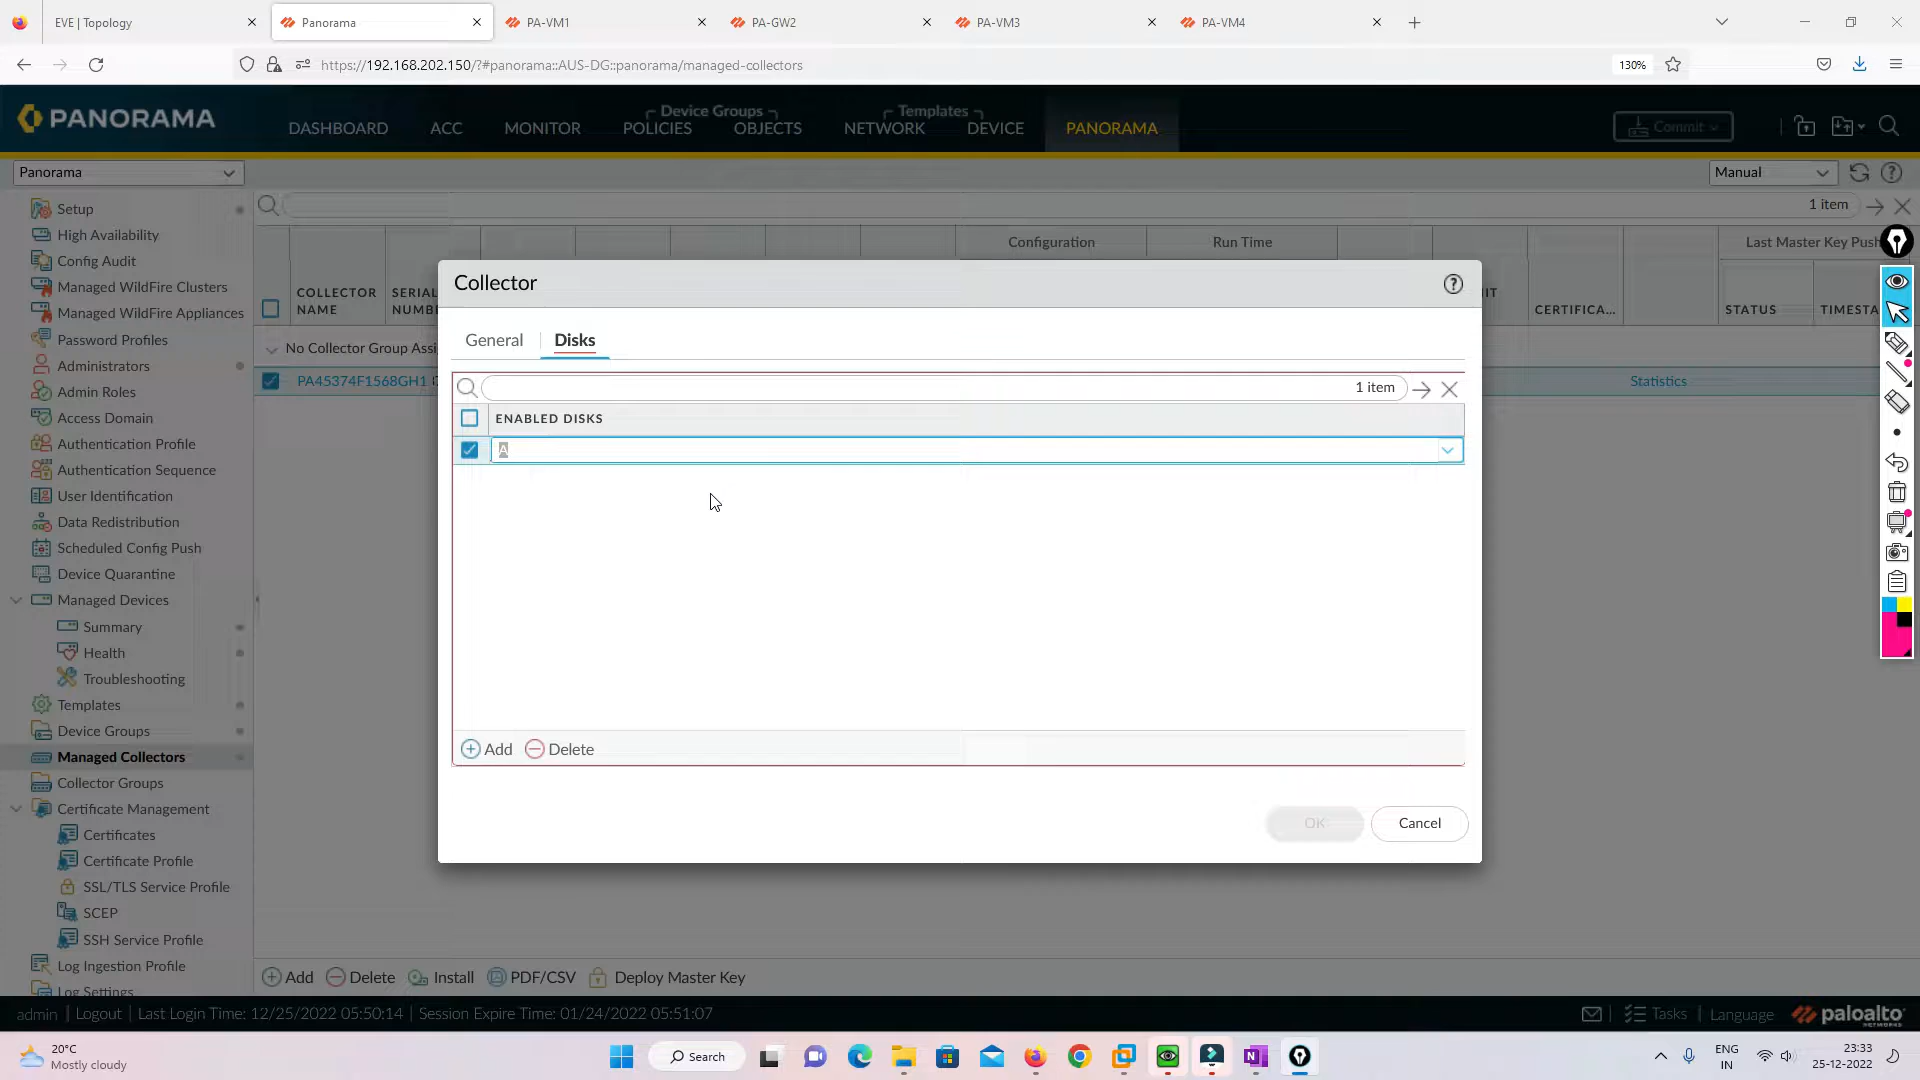 EVE | Topology
Panorama
PA-VM1
PA-GW2
PA-VM3
PA-VM4
https://192.168.202.150/?#panorama::AUS-DG::panorama/managed-collectors
130%
PANORAMA
DASHBOARD
ACC
MONITOR
Device Groups
POLICIES
OBJECTS
Templates
NETWORK
DEVICE
PANORAMA
Commit
Panorama
Manual
Setup
High Availability
Config Audit
Managed WildFire Clusters
Managed WildFire Appliances
Password Profiles
Administrators
Admin Roles
Access Domain
Authentication Profile
Authentication Sequence
User Identification
Data Redistribution
Scheduled Config Push
Device Quarantine
Managed Devices
Summary
Health
Troubleshooting
Templates
Device Groups
Managed Collectors
Collector Groups
Certificate Management
Certificates
Certificate Profile
SSL/TLS Service Profile
SCEP
SSH Service Profile
Log Ingestion Profile
Log Settings
1 item
Configuration
Run Time
Last Master Key Push
COLLECTOR NAME
SERIAL NUMB
IT
CERTIFICA...
STATUS
TIMESTA
No Collector Group Assi
PA45374F1568GH1
Statistics
Collector
General
Disks
1 item
ENABLED DISKS
A
Add
Delete
OK
Cancel
Add
Delete
Install
PDF/CSV
Deploy Master Key
admin | Logout | Last Login Time: 12/25/2022 05:50:14 | Session Expire Time: 01/24/2022 05:51:07
Tasks | Language
paloalto
NETWORKS
20°C
Mostly cloudy
Search
ENG
IN
23:33
25-12-2022